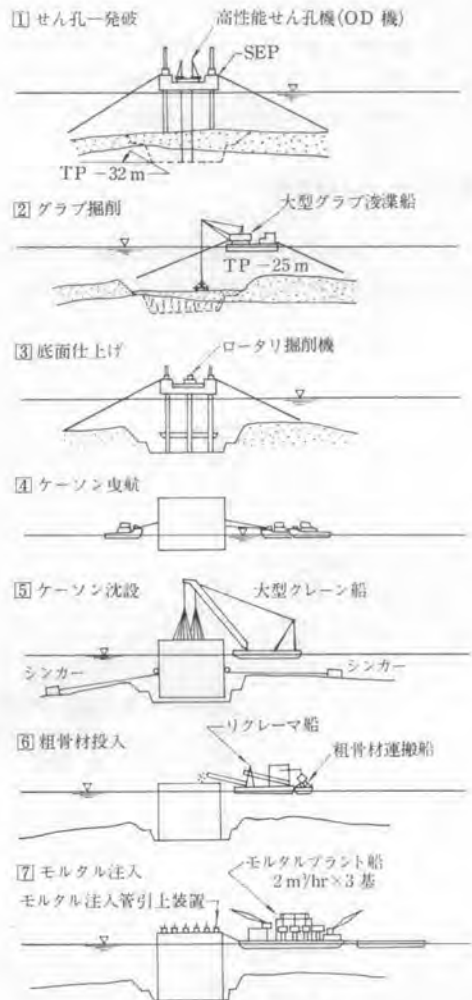 1 せん孔一発破
高性能せん孔機(OD 機)
SEP
TP −32 m
2 グラブ掘削
大型グラブ浚渫船
TP −25 m
3 底面仕上げ
ロータリ掘削機
4 ケーソン曳航
5 ケーソン沈設
大型クレーン船
シンカー
シンカー
6 粗骨材投入
リクレーマ船
粗骨材運搬船
7 モルタル注入
モルタルプラント船
2 m³/hr×3 基
モルタル注入管引上装置